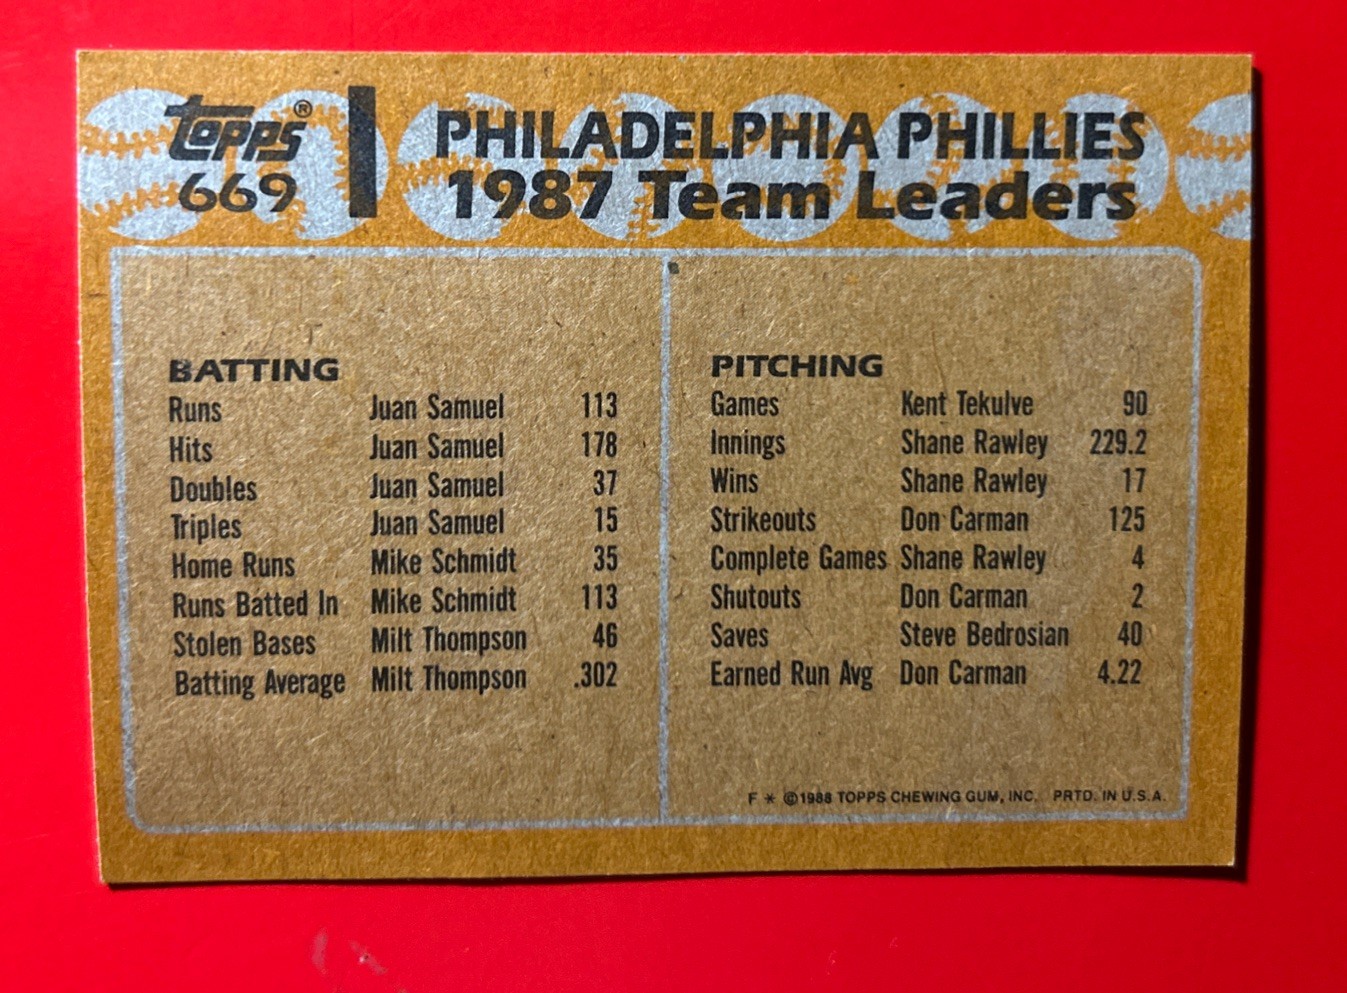 Topps®
669
PHILADELPHIA PHILLIES
1987 Team Leaders
BATTING
Runs Juan Samuel 113
Hits Juan Samuel 178
Doubles Juan Samuel 37
Triples Juan Samuel 15
Home Runs Mike Schmidt 35
Runs Batted In Mike Schmidt 113
Stolen Bases Milt Thompson 46
Batting Average Milt Thompson .302
PITCHING
Games Kent Tekulve 90
Innings Shane Rawley 229.2
Wins Shane Rawley 17
Strikeouts Don Carman 125
Complete Games Shane Rawley 4
Shutouts Don Carman 2
Saves Steve Bedrosian 40
Earned Run Avg Don Carman 4.22
F * ©1988 TOPPS CHEWING GUM, INC. PRTD. IN U.S.A.